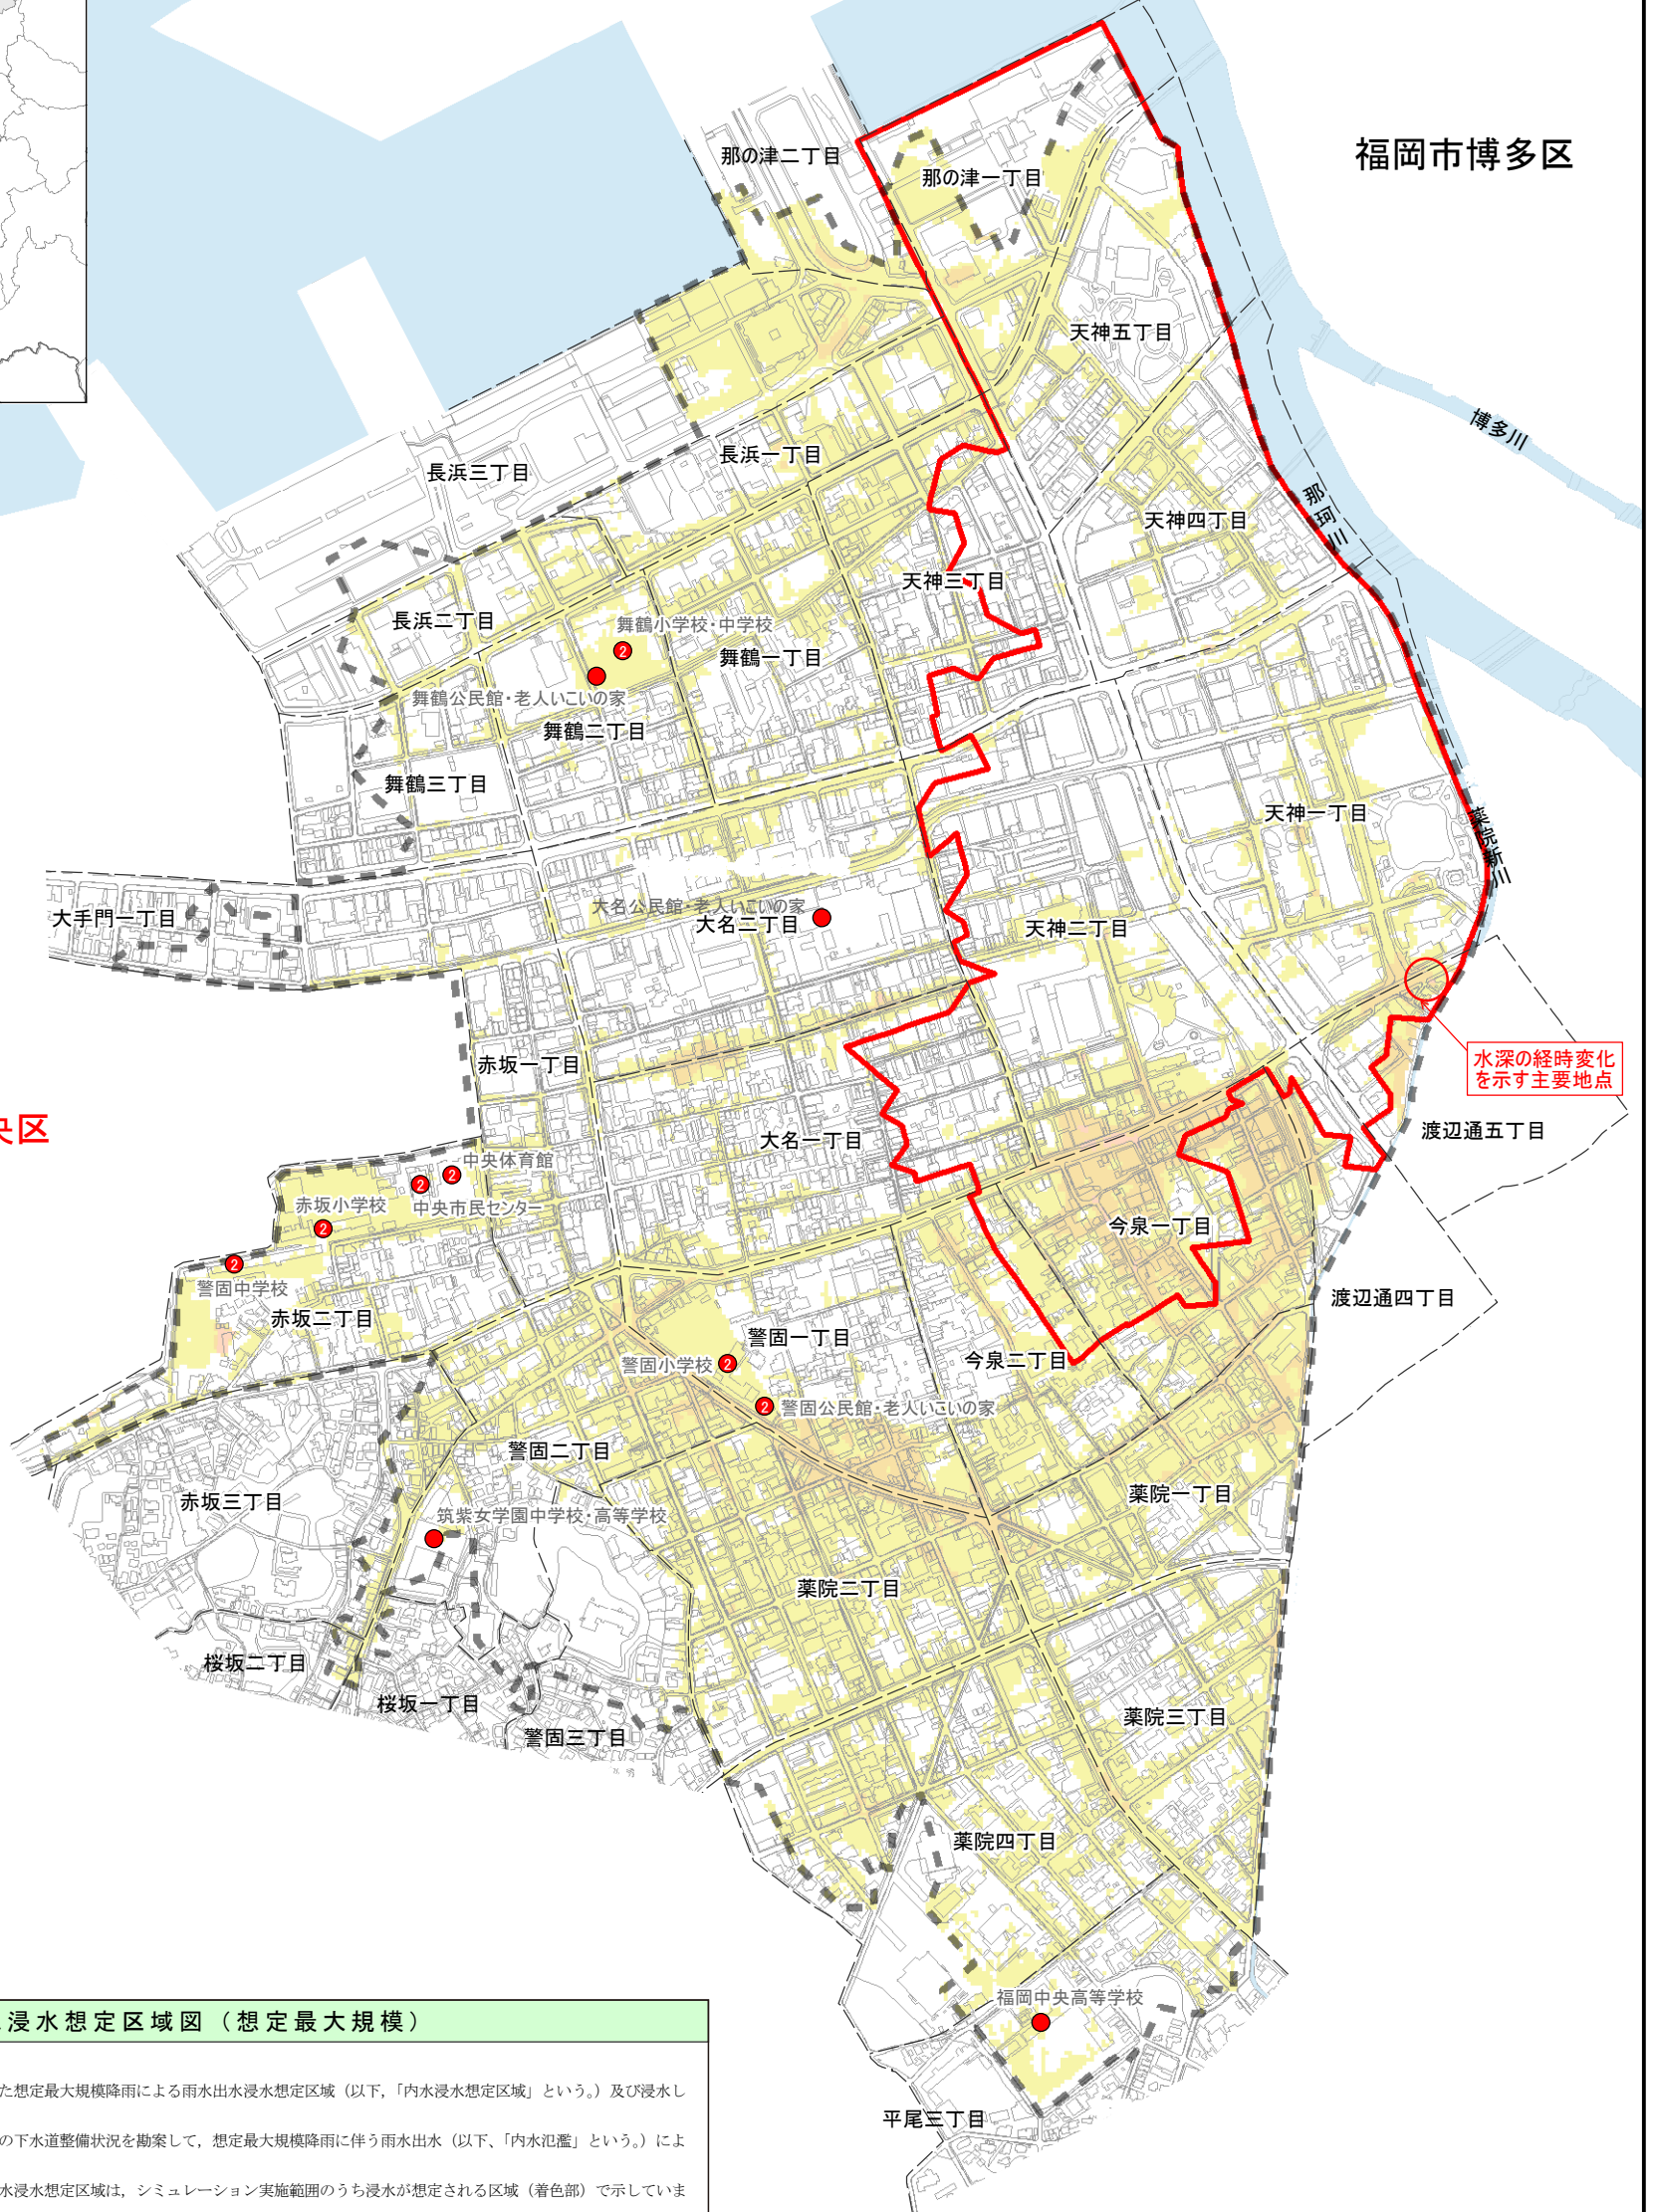 福岡市博多区
那の津二丁目
那の津一丁目
天神五丁目
博多川
長浜一丁目
長浜三丁目
那珂川
天神四丁目
天神三丁目
長浜二丁目
舞鶴小学校・中学校
2
舞鶴一丁目
舞鶴公民館・老人いこいの家
舞鶴二丁目
舞鶴三丁目
天神一丁目
薬院新川
大名公民館・老人いこいの家
大手門一丁目
大名二丁目
天神二丁目
水深の経時変化
を示す主要地点
赤坂一丁目
央区
大名一丁目
渡辺通五丁目
中央体育館
2
2
中央市民センター
赤坂小学校
2
今泉一丁目
2
警固中学校
渡辺通四丁目
赤坂二丁目
警固一丁目
今泉二丁目
警固小学校
2
2
警固公民館・老人いこいの家
警固二丁目
薬院一丁目
赤坂三丁目
筑紫女学園中学校・高等学校
薬院二丁目
桜坂二丁目
桜坂一丁目
薬院三丁目
警固三丁目
薬院四丁目
福岡中央高等学校
平尾三丁目
浸水想定区域図（想定最大規模）
た想定最大規模降雨による雨水出水浸水想定区域（以下，「内水浸水想定区域」という。）及び浸水し
の下水道整備状況を勘案して，想定最大規模降雨に伴う雨水出水（以下、「内水氾濫」という。）によ
水浸水想定区域は，シミュレーション実施範囲のうち浸水が想定される区域（着色部）で示していま